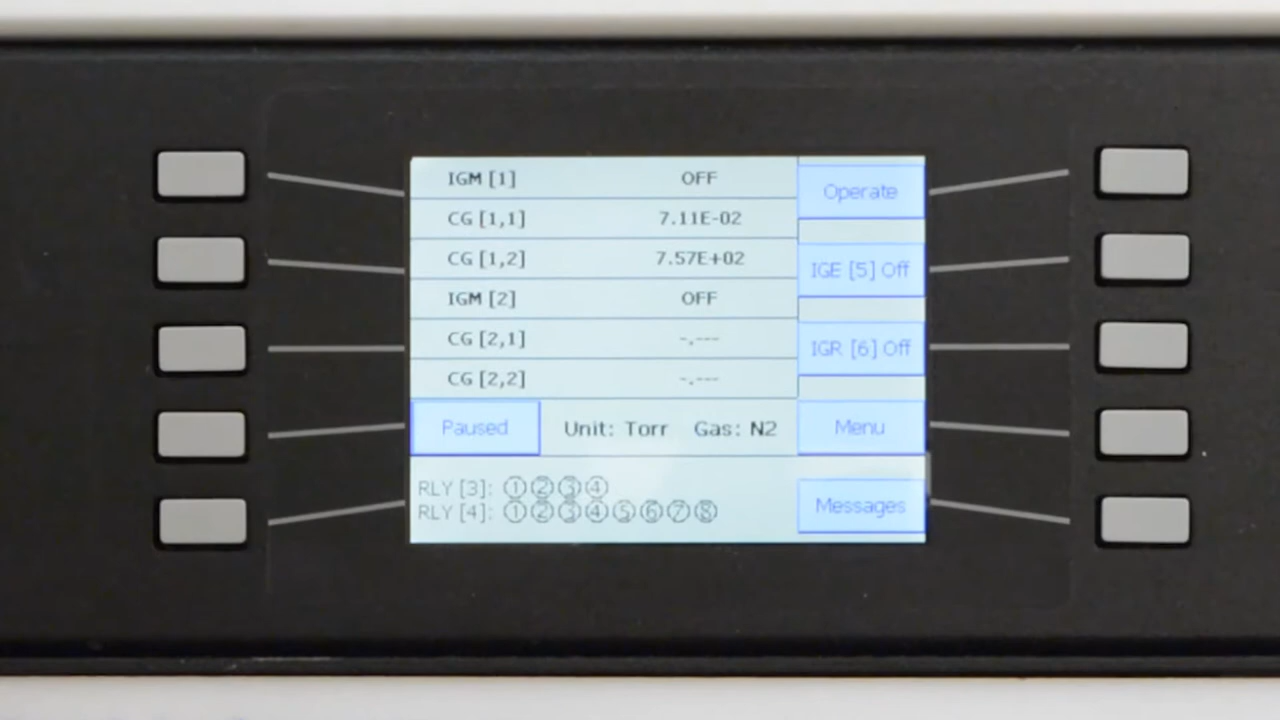 IGM [1] OFF Operate
CG [1,1] 7.11E-02
CG [1,2] 7.57E+02 IGE [5] Off
IGM [2] OFF
CG [2,1] -.--- IGR [6] Off
CG [2,2] -.---
Paused Unit: Torr Gas: N2 Menu
RLY [3]: ①②③④
RLY [4]: ①②③④⑤⑥⑦⑧ Messages